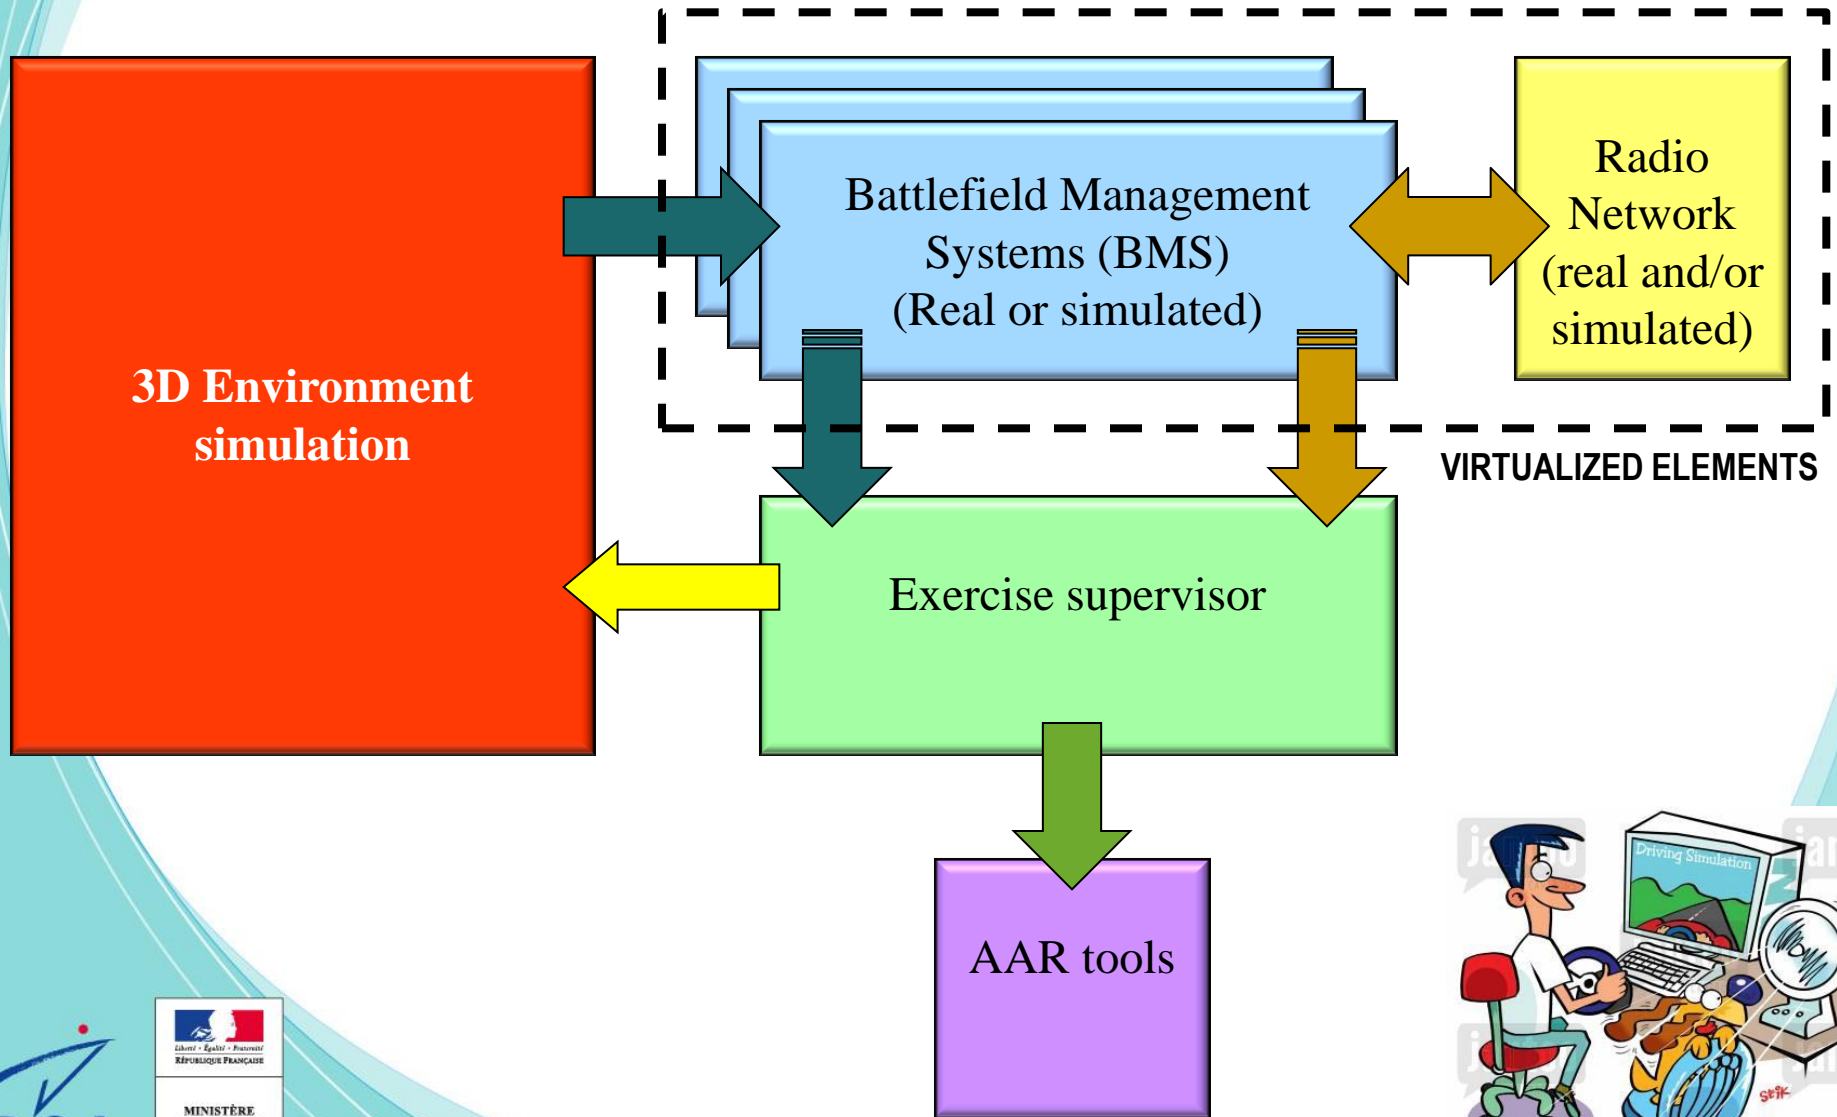 3D Environment
simulation
Battlefield Management
Systems (BMS)
(Real or simulated)
Radio
Network
(real and/or
simulated)
VIRTUALIZED ELEMENTS
Exercise supervisor
AAR tools
Driving Simulation
Stik
Liberté • Égalité • Fraternité
RÉPUBLIQUE FRANÇAISE
MINISTÈRE